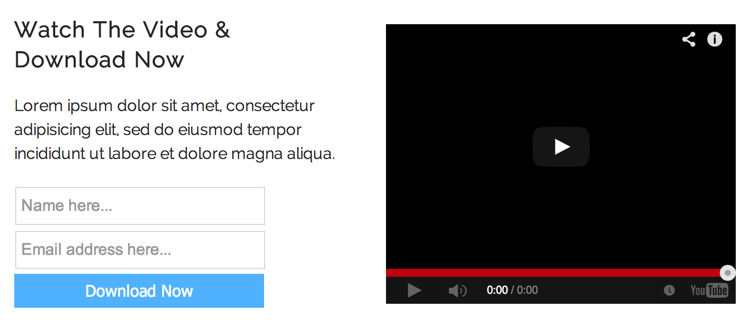 Watch The Video &
Download Now
Lorem ipsum dolor sit amet, consectetur
adipisicing elit, sed do eiusmod tempor
incididunt ut labore et dolore magna aliqua.
Name here...
Email address here...
Download Now
0:00 / 0:00
YouTube